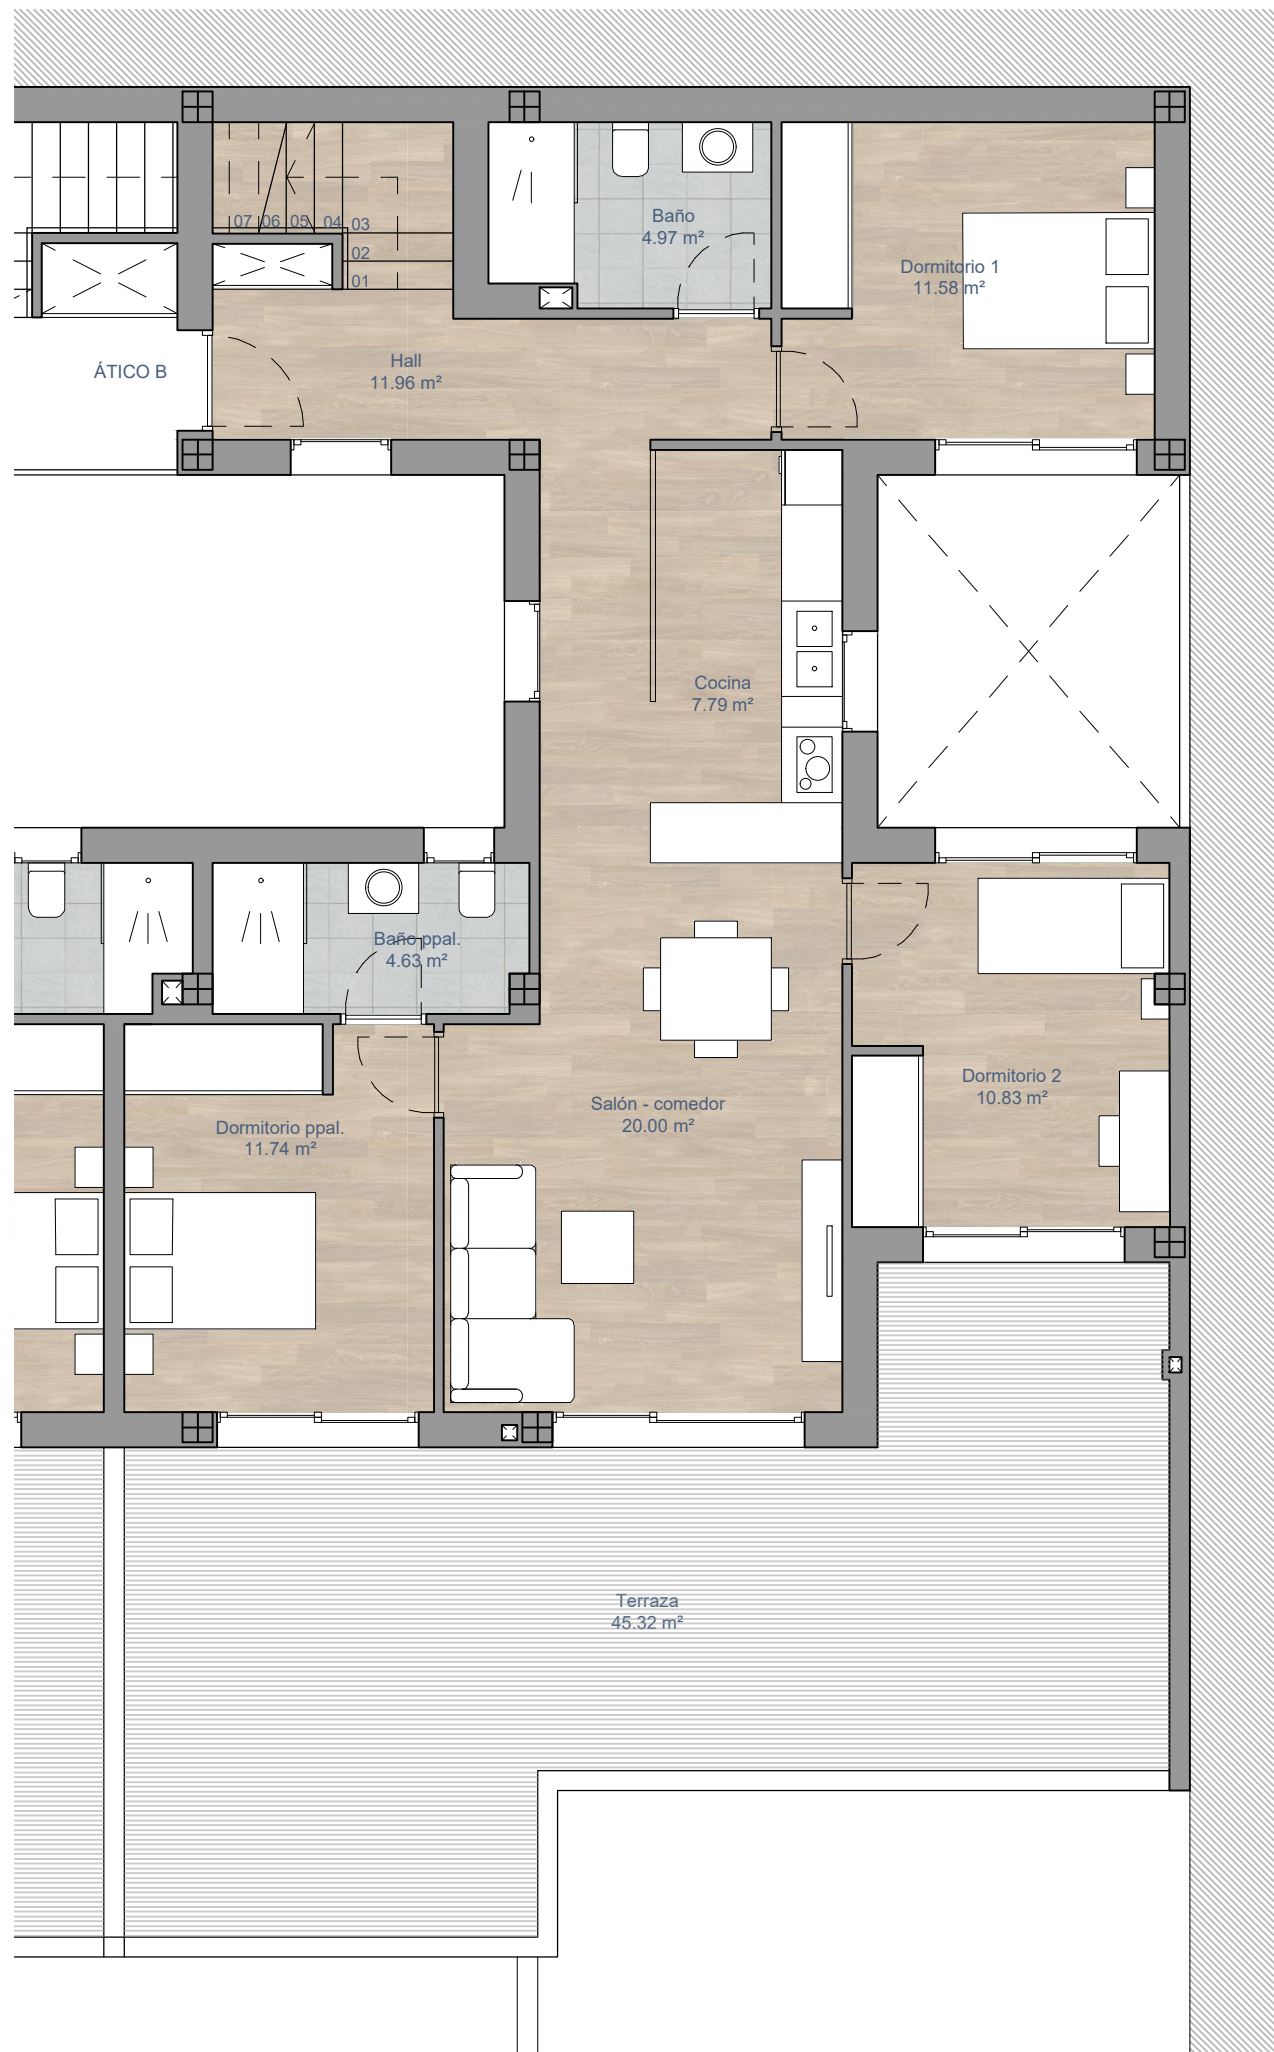 Baño
4.97 m²
07 06 05 04 03
02
01
Dormitorio 1
11.58 m²
ÁTICO B
Hall
11.96 m²
Cocina
7.79 m²
Baño ppal.
4.63 m²
Dormitorio 2
10.83 m²
Salón - comedor
20.00 m²
Dormitorio ppal.
11.74 m²
Terraza
45.32 m²